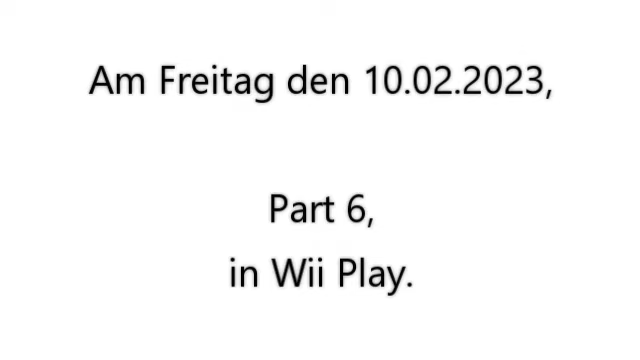 Am Freitag den 10.02.2023,
Part 6,
in Wii Play.